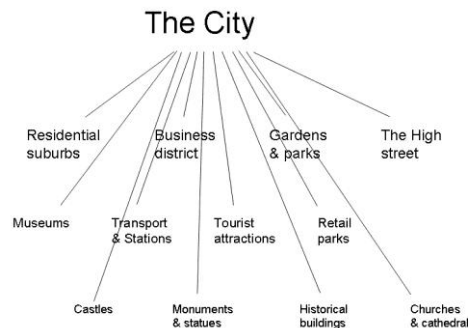 The City
Residential
suburbs
Business
district
Gardens
& parks
The High
street
Museums
Transport
& Stations
Tourist
attractions
Retail
parks
Castles
Monuments
& statues
Historical
buildings
Churches
& cathedral